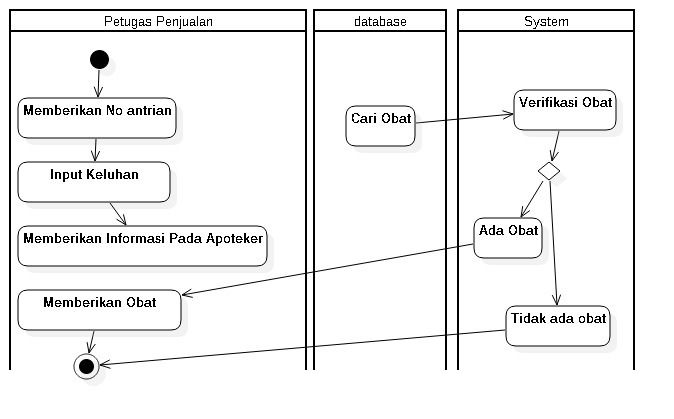 Petugas Penjualan
database
System
Memberikan No antrian
Input Keluhan
Memberikan Informasi Pada Apoteker
Memberikan Obat
Cari Obat
Verifikasi Obat
Ada Obat
Tidak ada obat